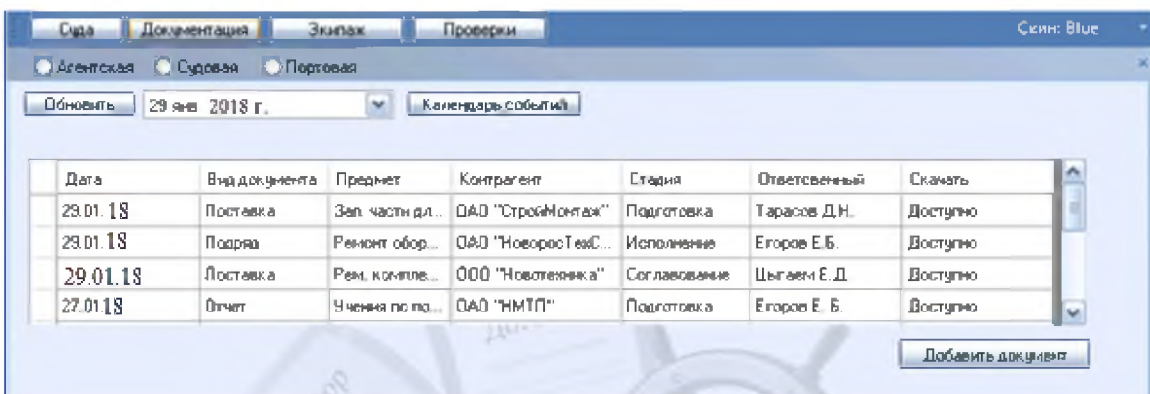 Суда Документация Экипаж Проверки Скин: Blue
Агентская Судовая Портовая
Обновить 29 янв 2018 г. Календарь событий
Дата Вид документа Предмет Контрагент Стадия Ответсвенный Скачать
29.01.18 Поставка Зап. части дл... ОАО "СтройМонтаж" Подготовка Тарасов Д.Н. Доступно
29.01.18 Подряд Ремонт обор... ОАО "НоворосТехС... Исполнение Егоров Е.Б. Доступно
29.01.18 Поставка Рем. компле... ООО "Новотехника" Согласование Цыгаем Е.Д. Доступно
27.01.18 Отчет Учения по по... ОАО "НМТП" Подготовка Егоров Е. Б. Доступно
Добавить документ